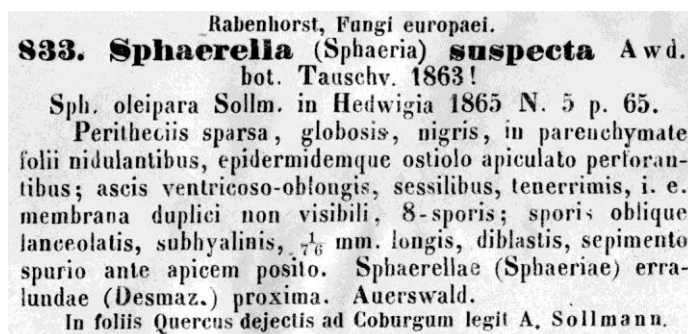 Rabenhorst, Fungi europaei.
833. Sphaerella (Sphaeria) suspecta Awd.
bot. Tauschv. 1863!
Sph. oleipara Sollm. in Hedwigia 1865 N. 5 p. 65.
Peritheciis sparsa, globosis, nigris, in parenchymate
folii nidulantibus, epidermidemque ostiolo apiculato perforan-
tibus; ascis ventricoso-oblongis, sessilibus, tenerrimis, i. e.
membrana duplici non visibili, 8-sporis; sporis oblique
lanceolatis, subhyalinis, 1/76 mm. longis, diblastis, sepimento
spurio ante apicem posito. Sphaerellae (Sphaeriae) erra-
lundae (Desmaz.) proxima. Auerswald.
In foliis Quercus dejectis ad Coburgum legit A. Sollmann.